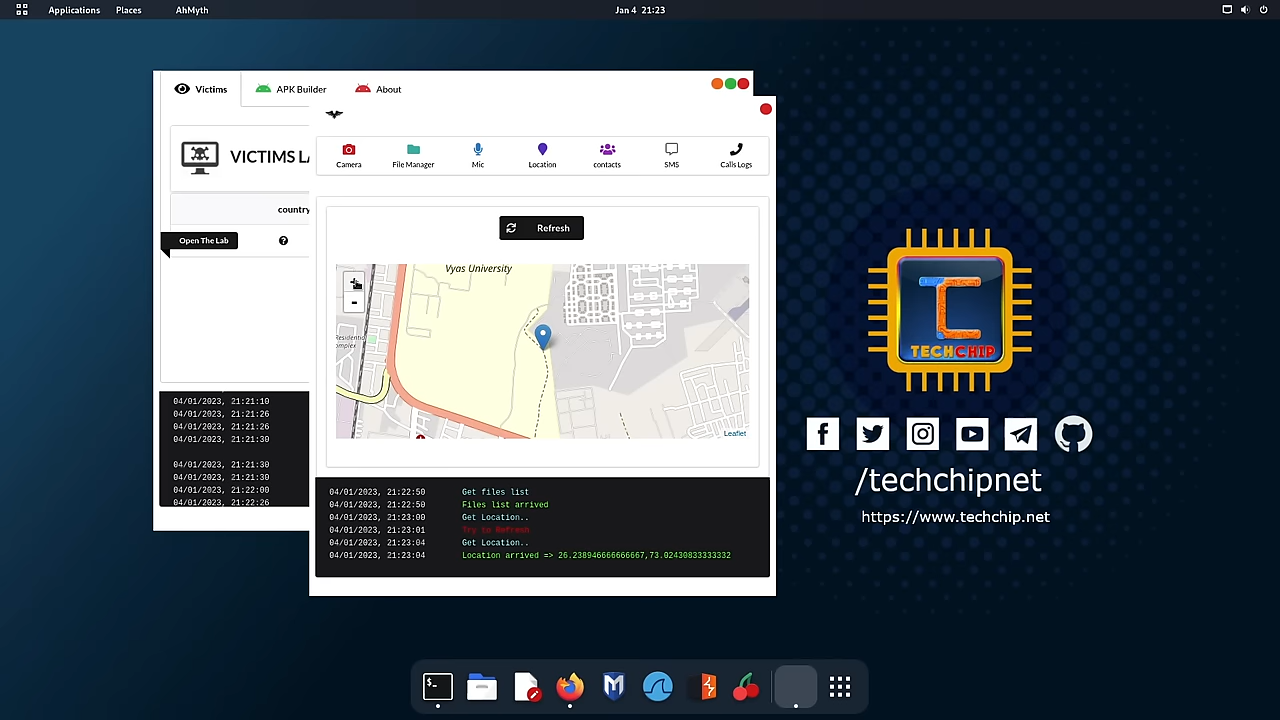 Applications Places AhMyth Jan 4 21:23
Victims APK Builder About
Camera File Manager Mic Location contacts SMS Calls Logs
VICTIMS LA
country
Open The Lab
Refresh
+
-
Vyas University
Residential
omplex
Leaflet
04/01/2023, 21:21:10
04/01/2023, 21:21:26
04/01/2023, 21:21:26
04/01/2023, 21:21:30
04/01/2023, 21:21:30
04/01/2023, 21:21:30
04/01/2023, 21:22:00
04/01/2023, 21:22:26
04/01/2023, 21:22:50 Get files list
04/01/2023, 21:22:50 Files list arrived
04/01/2023, 21:23:00 Get Location..
04/01/2023, 21:23:01 Try to Refresh
04/01/2023, 21:23:04 Get Location..
04/01/2023, 21:23:04 Location arrived => 26.238946666666667,73.02430833333332
TECHCHIP
/techchipnet
https://www.techchip.net